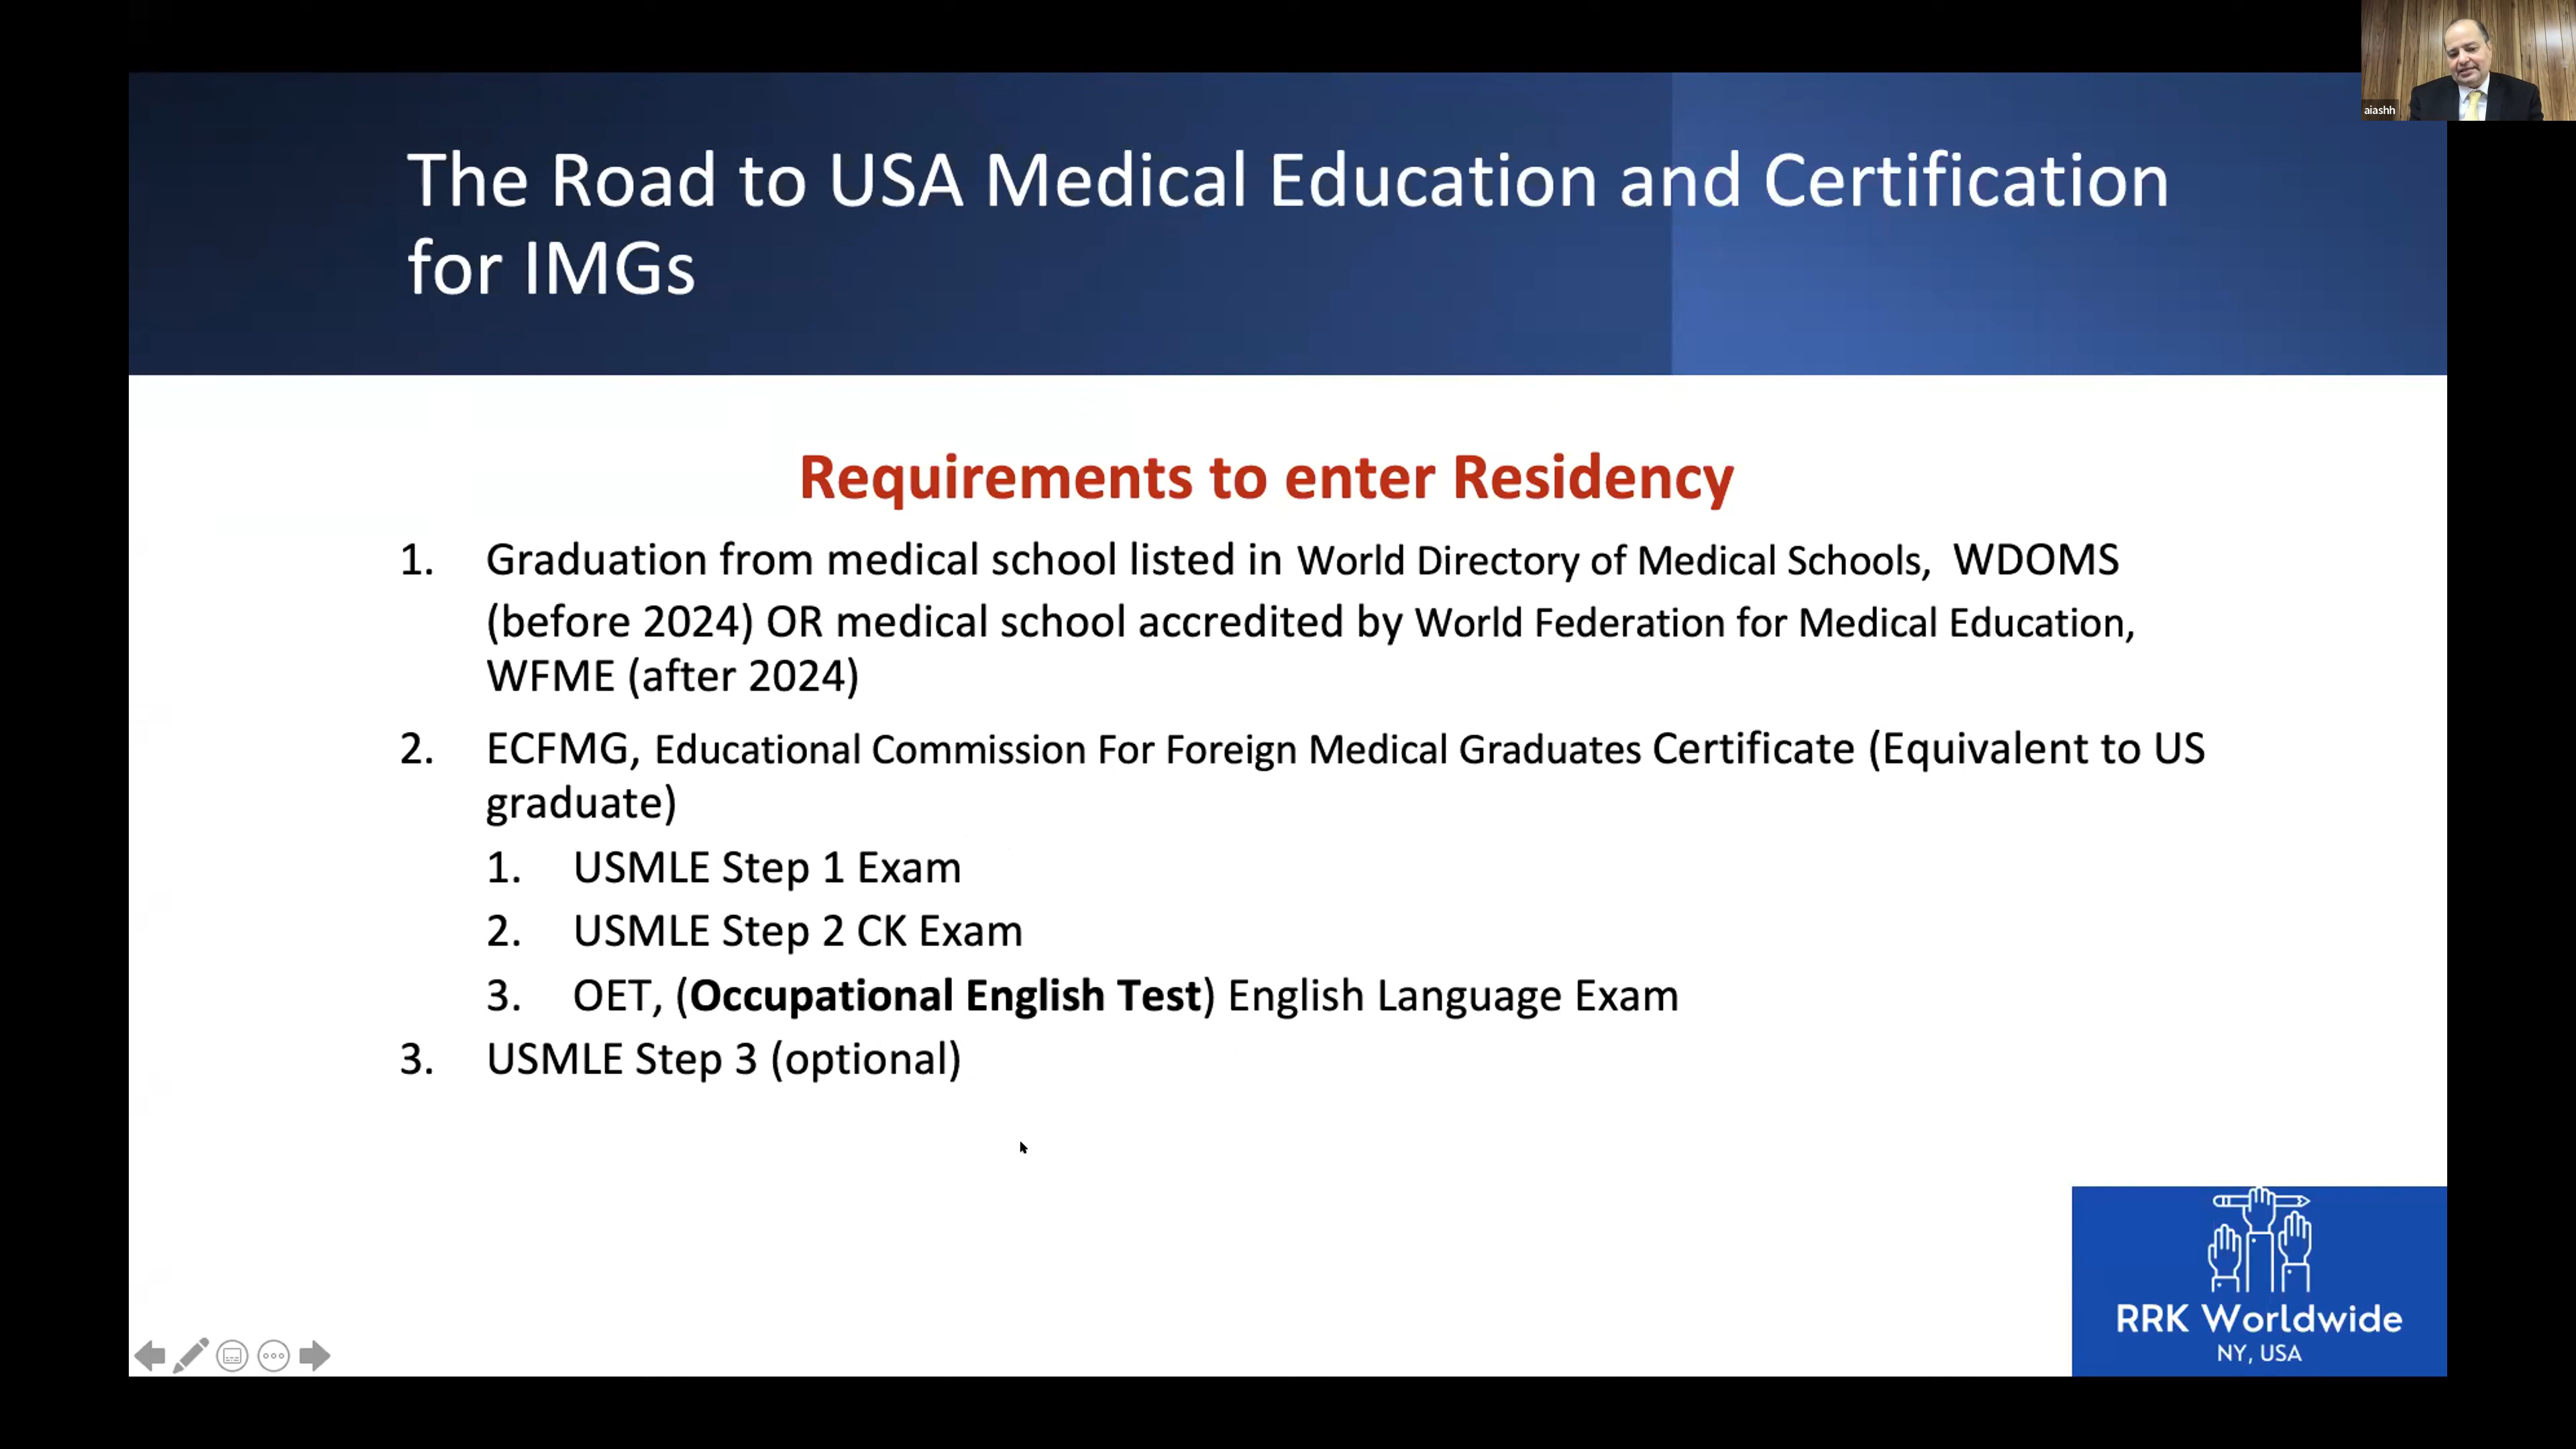 aiashh
The Road to USA Medical Education and Certification
for IMGs
Requirements to enter Residency
1. Graduation from medical school listed in World Directory of Medical Schools, WDOMS
(before 2024) OR medical school accredited by World Federation for Medical Education,
WFME (after 2024)
2. ECFMG, Educational Commission For Foreign Medical Graduates Certificate (Equivalent to US
graduate)
1. USMLE Step 1 Exam
2. USMLE Step 2 CK Exam
3. OET, (Occupational English Test) English Language Exam
3. USMLE Step 3 (optional)
RRK Worldwide
NY, USA